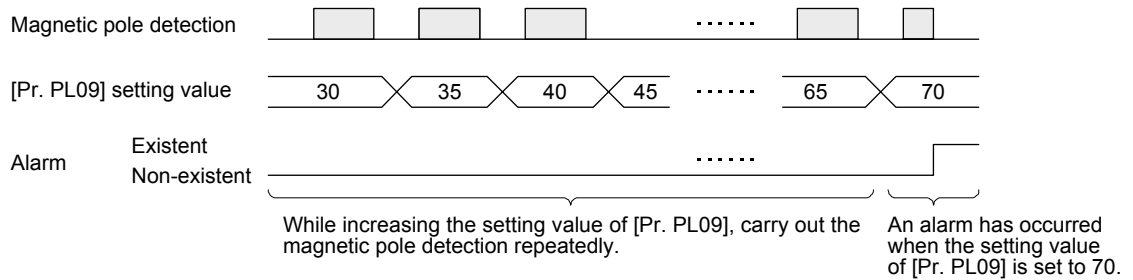 Magnetic pole detection
[Pr. PL09] setting value
30 35 40 45 ······ 65 70
Alarm
Existent
Non-existent
While increasing the setting value of [Pr. PL09], carry out the
magnetic pole detection repeatedly.
An alarm has occurred
when the setting value
of [Pr. PL09] is set to 70.